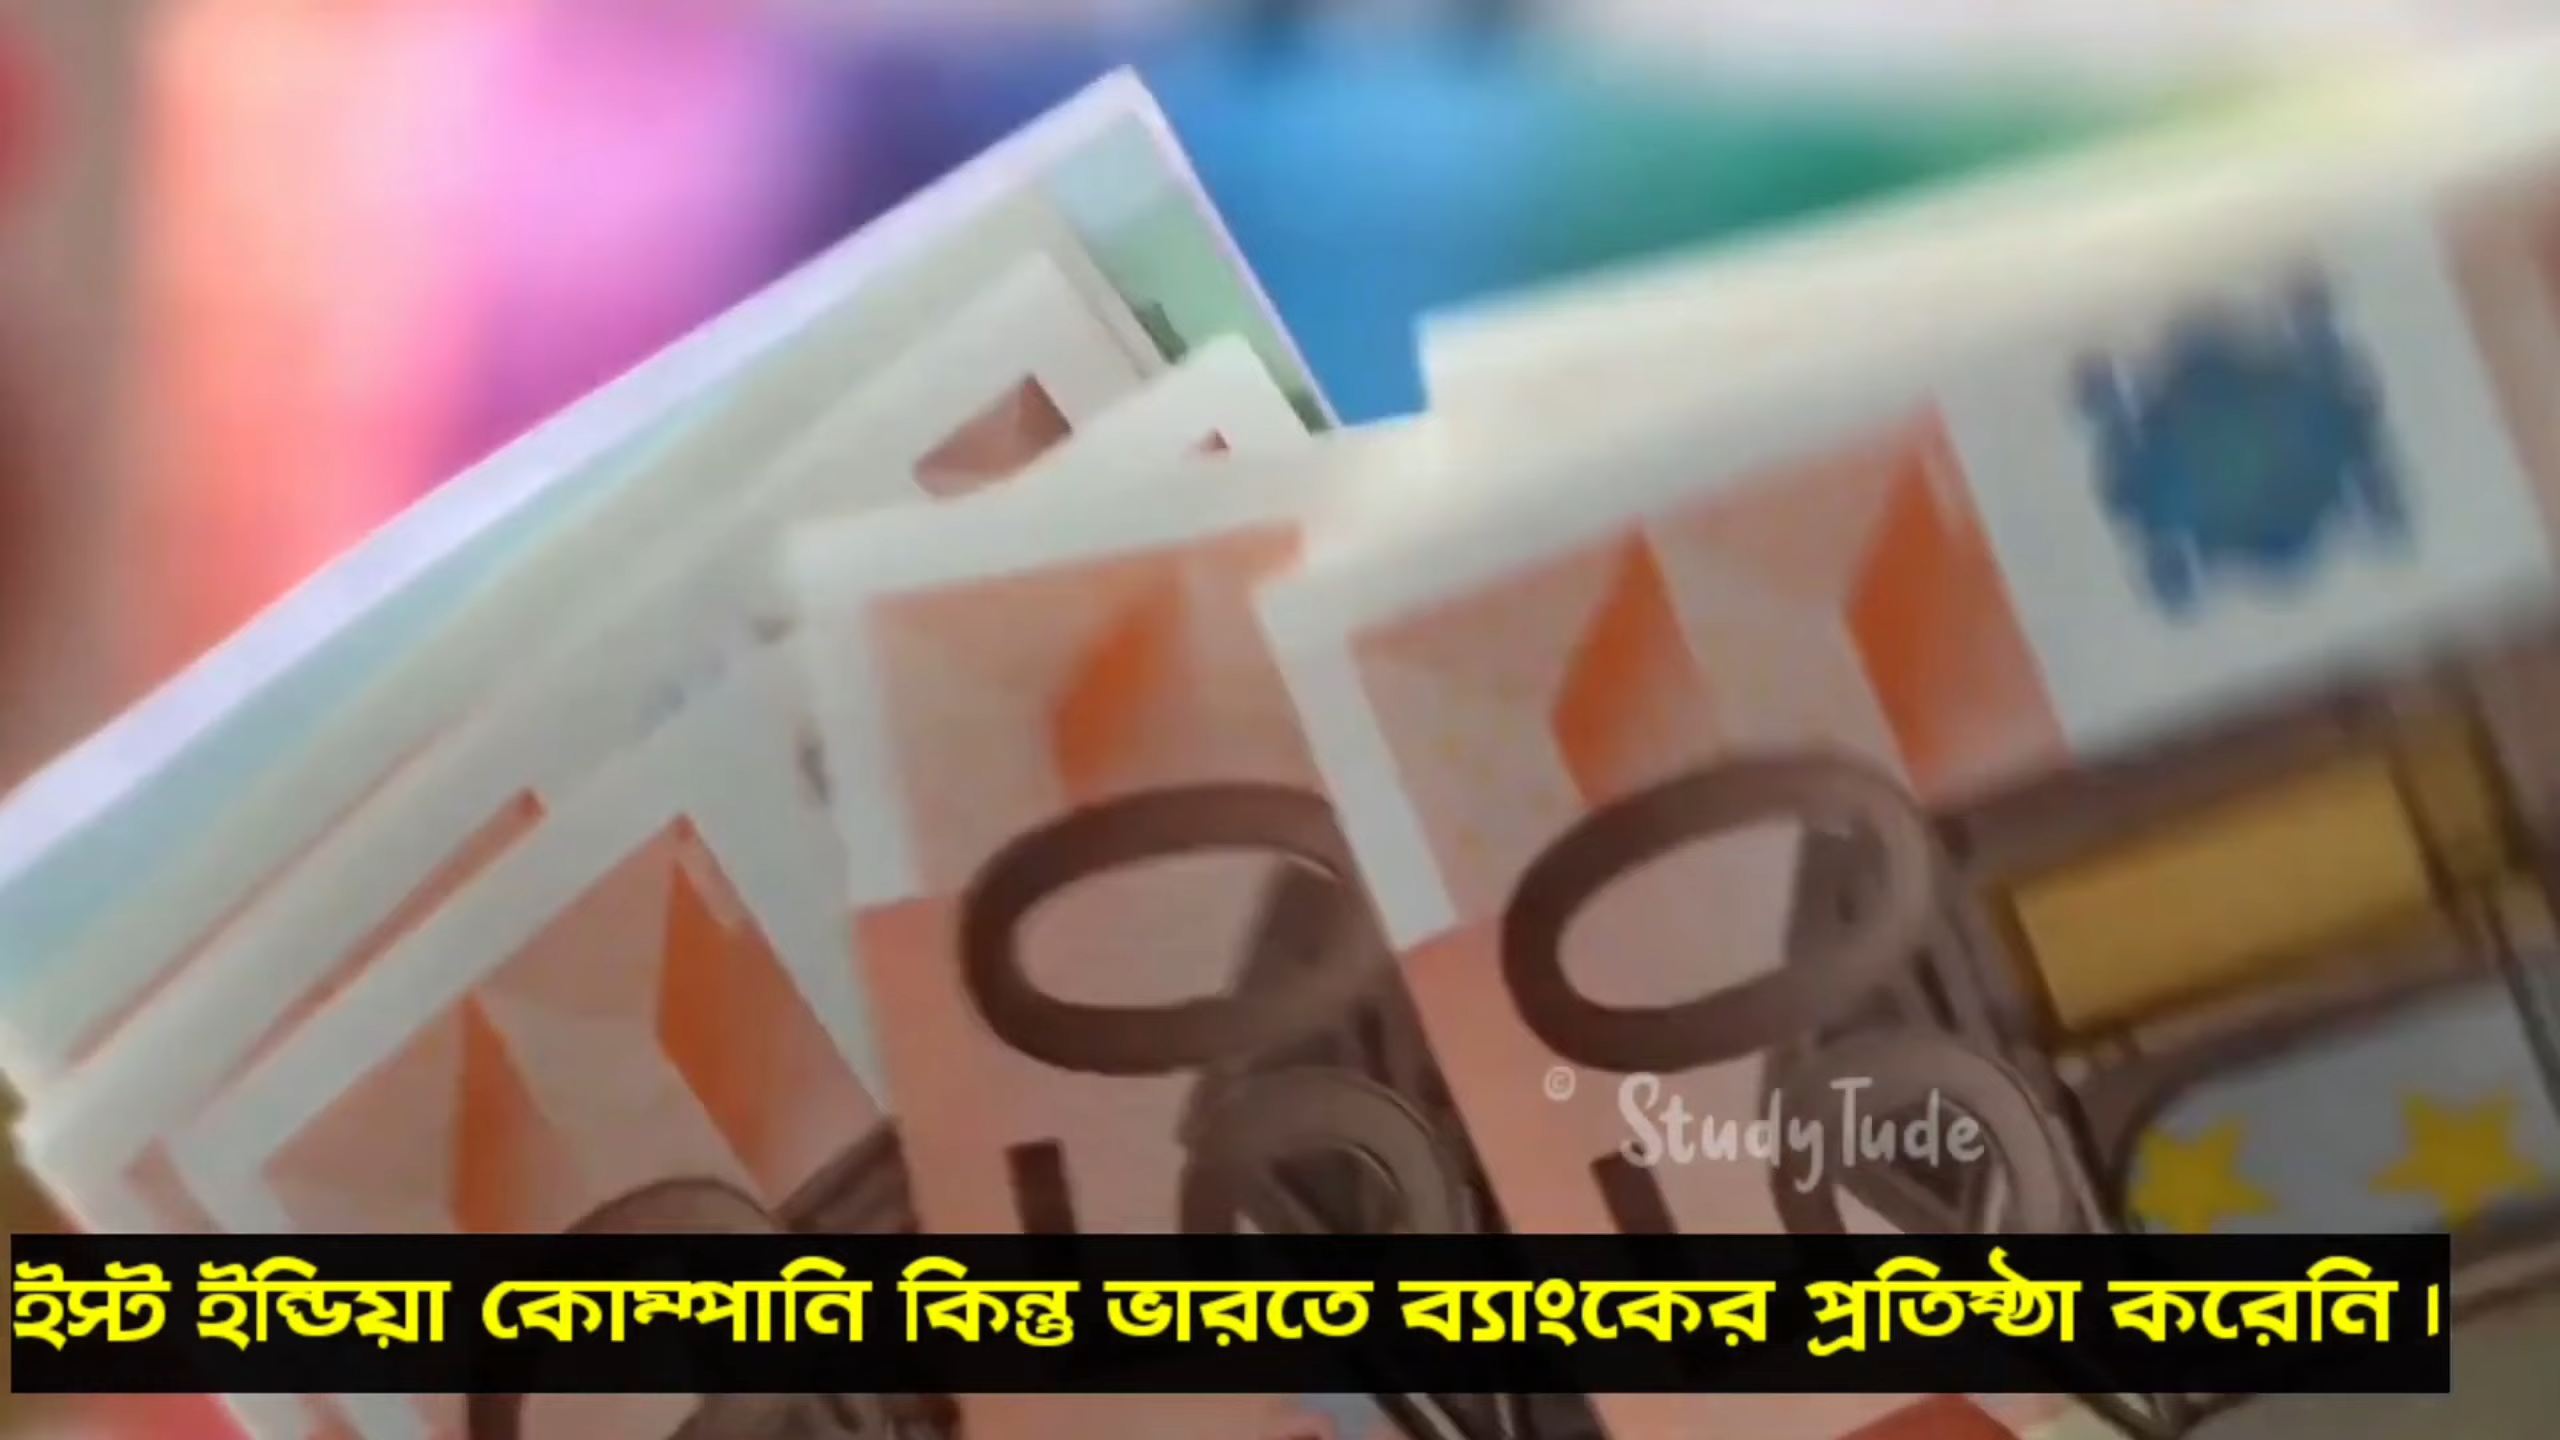 © StudyTude
ইস্ট ইন্ডিয়া কোম্পানি কিন্তু ভারতে ব্যাংকের প্রতিষ্ঠা করেনি।